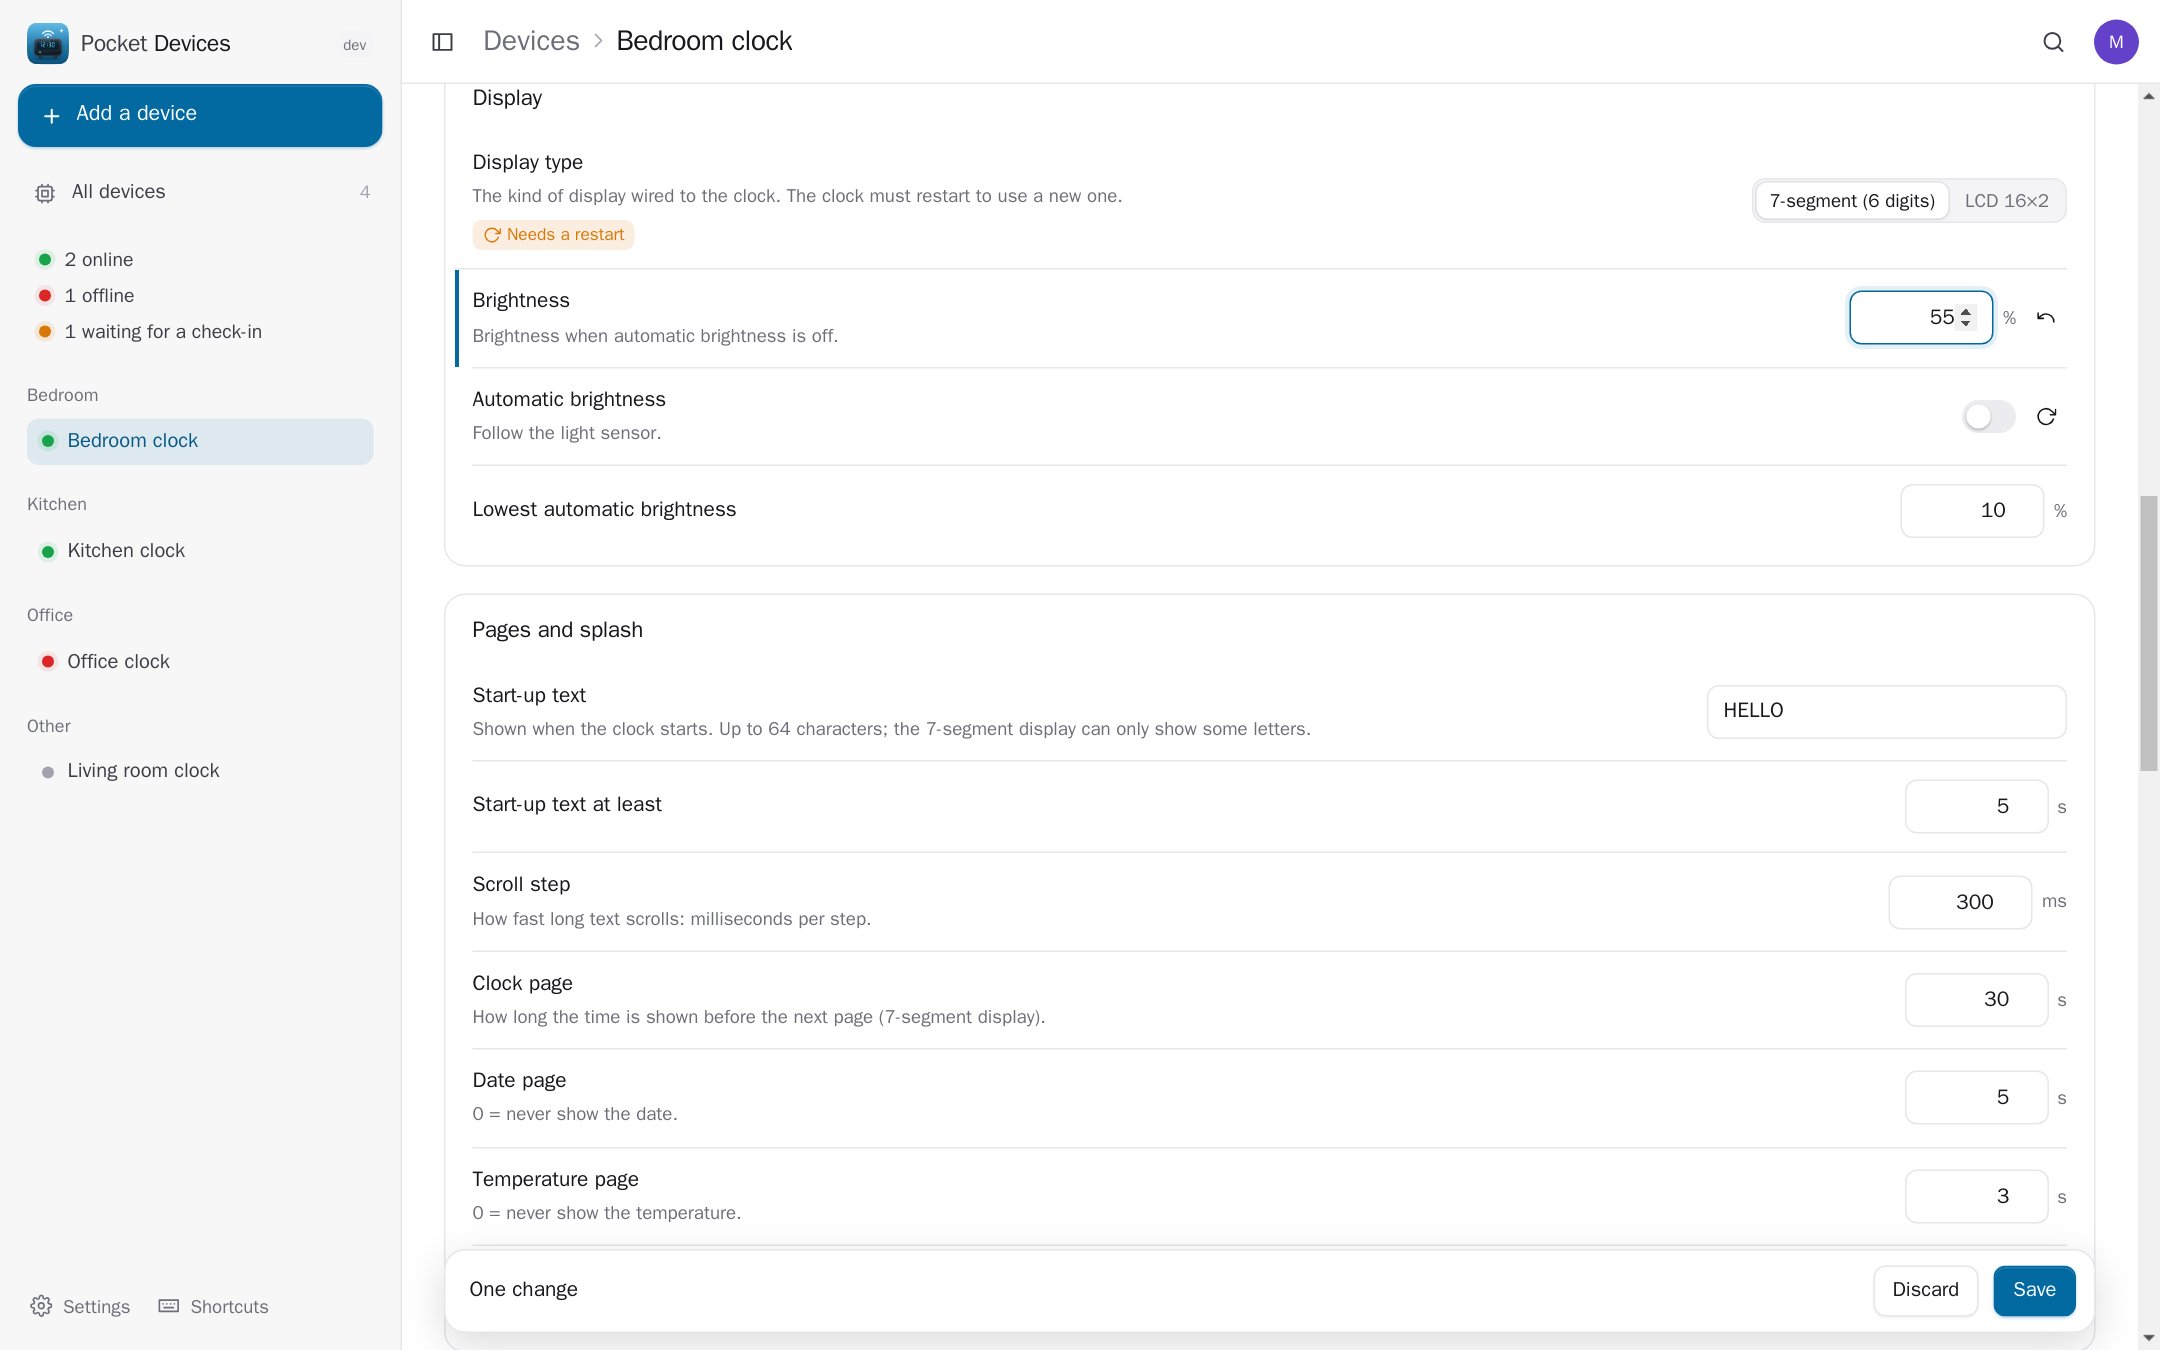 Pocket Devices
dev
Add a device
All devices
4
2 online
1 offline
1 waiting for a check-in
Bedroom
Bedroom clock
Kitchen
Kitchen clock
Office
Office clock
Other
Living room clock
Settings
Shortcuts
Devices
Bedroom clock
M
Display
Display type
The kind of display wired to the clock. The clock must restart to use a new one.
Needs a restart
7-segment (6 digits)
LCD 16×2
Brightness
Brightness when automatic brightness is off.
55
%
Automatic brightness
Follow the light sensor.
Lowest automatic brightness
10
%
Pages and splash
Start-up text
Shown when the clock starts. Up to 64 characters; the 7-segment display can only show some letters.
HELLO
Start-up text at least
5
s
Scroll step
How fast long text scrolls: milliseconds per step.
300
ms
Clock page
How long the time is shown before the next page (7-segment display).
30
s
Date page
0 = never show the date.
5
s
Temperature page
0 = never show the temperature.
3
s
One change
Discard
Save